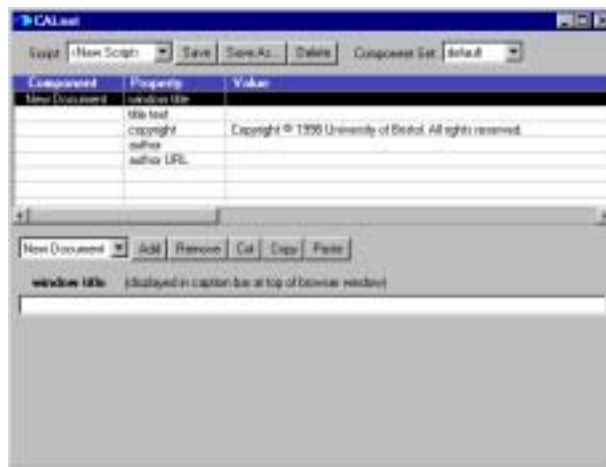 CALnet
Script <New Script> Save Save As... Delete Component Set default
Component Property Value
New Document window title
title text
copyright Copyright © 1998 University of Bristol. All rights reserved.
author
author URL
New Document Add Remove Cut Copy Paste
window title (displayed in caption bar at top of browser window)